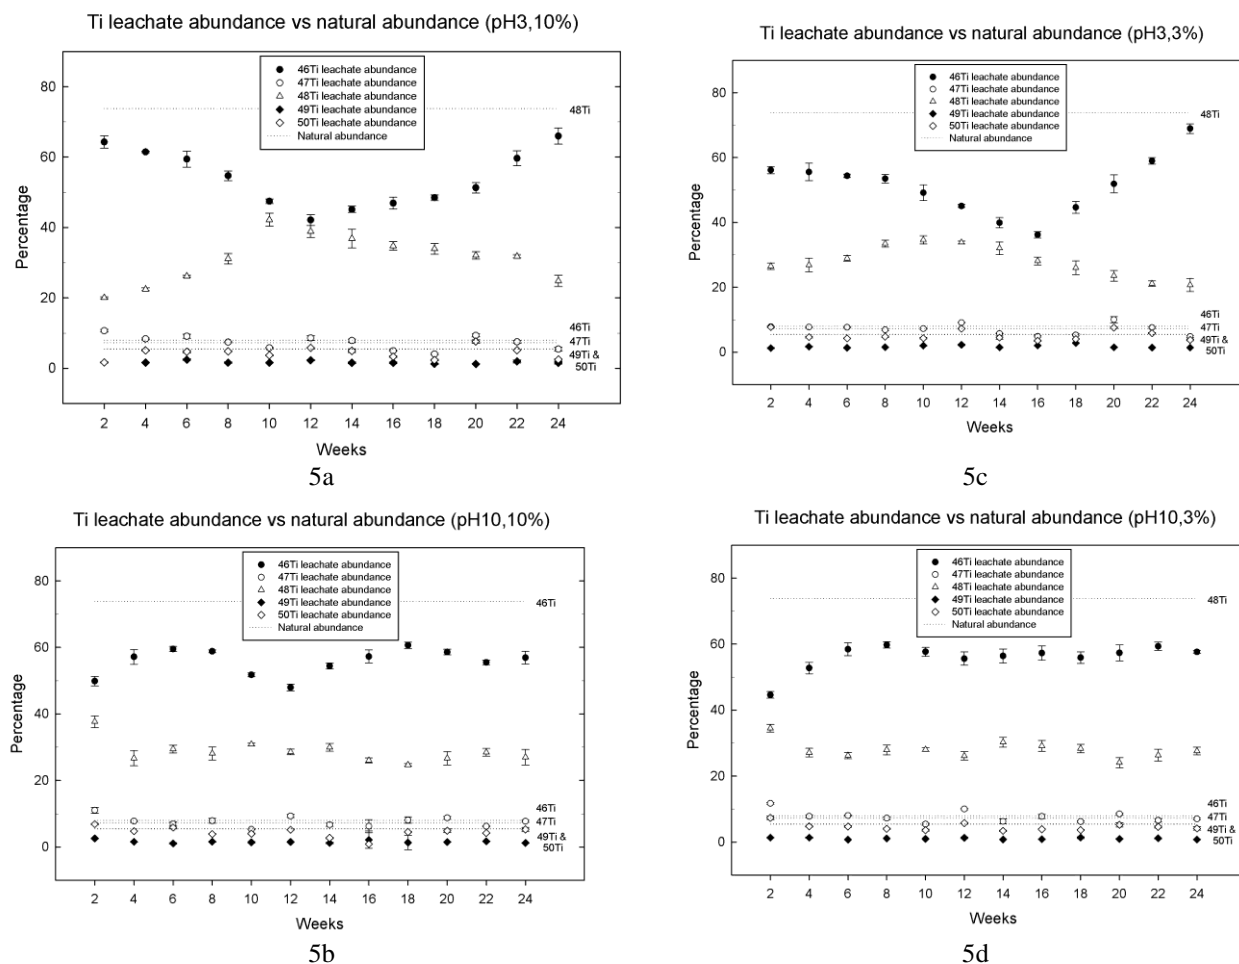 Ti leachate abundance vs natural abundance (pH3,10%)
46Ti leachate abundance
47Ti leachate abundance
48Ti leachate abundance
49Ti leachate abundance
50Ti leachate abundance
Natural abundance
80
60
40
20
0
Percentage
48Ti
46Ti
47Ti
49Ti &
50Ti
2 4 6 8 10 12 14 16 18 20 22 24
Weeks
5a
Ti leachate abundance vs natural abundance (pH3,3%)
46Ti leachate abundance
47Ti leachate abundance
48Ti leachate abundance
49Ti leachate abundance
50Ti leachate abundance
Natural abundance
80
60
40
20
0
Percentage
48Ti
46Ti
47Ti
49Ti &
50Ti
2 4 6 8 10 12 14 16 18 20 22 24
Weeks
5c
Ti leachate abundance vs natural abundance (pH10,10%)
46Ti leachate abundance
47Ti leachate abundance
48Ti leachate abundance
49Ti leachate abundance
50Ti leachate abundance
Natural abundance
80
60
40
20
0
Percentage
46Ti
46Ti
47Ti
49Ti &
50Ti
2 4 6 8 10 12 14 16 18 20 22 24
Weeks
5b
Ti leachate abundance vs natural abundance (pH10,3%)
46Ti leachate abundance
47Ti leachate abundance
48Ti leachate abundance
49Ti leachate abundance
50Ti leachate abundance
Natural abundance
80
60
40
20
0
Percentage
48Ti
46Ti
47Ti
49Ti &
50Ti
2 4 6 8 10 12 14 16 18 20 22 24
Weeks
5d